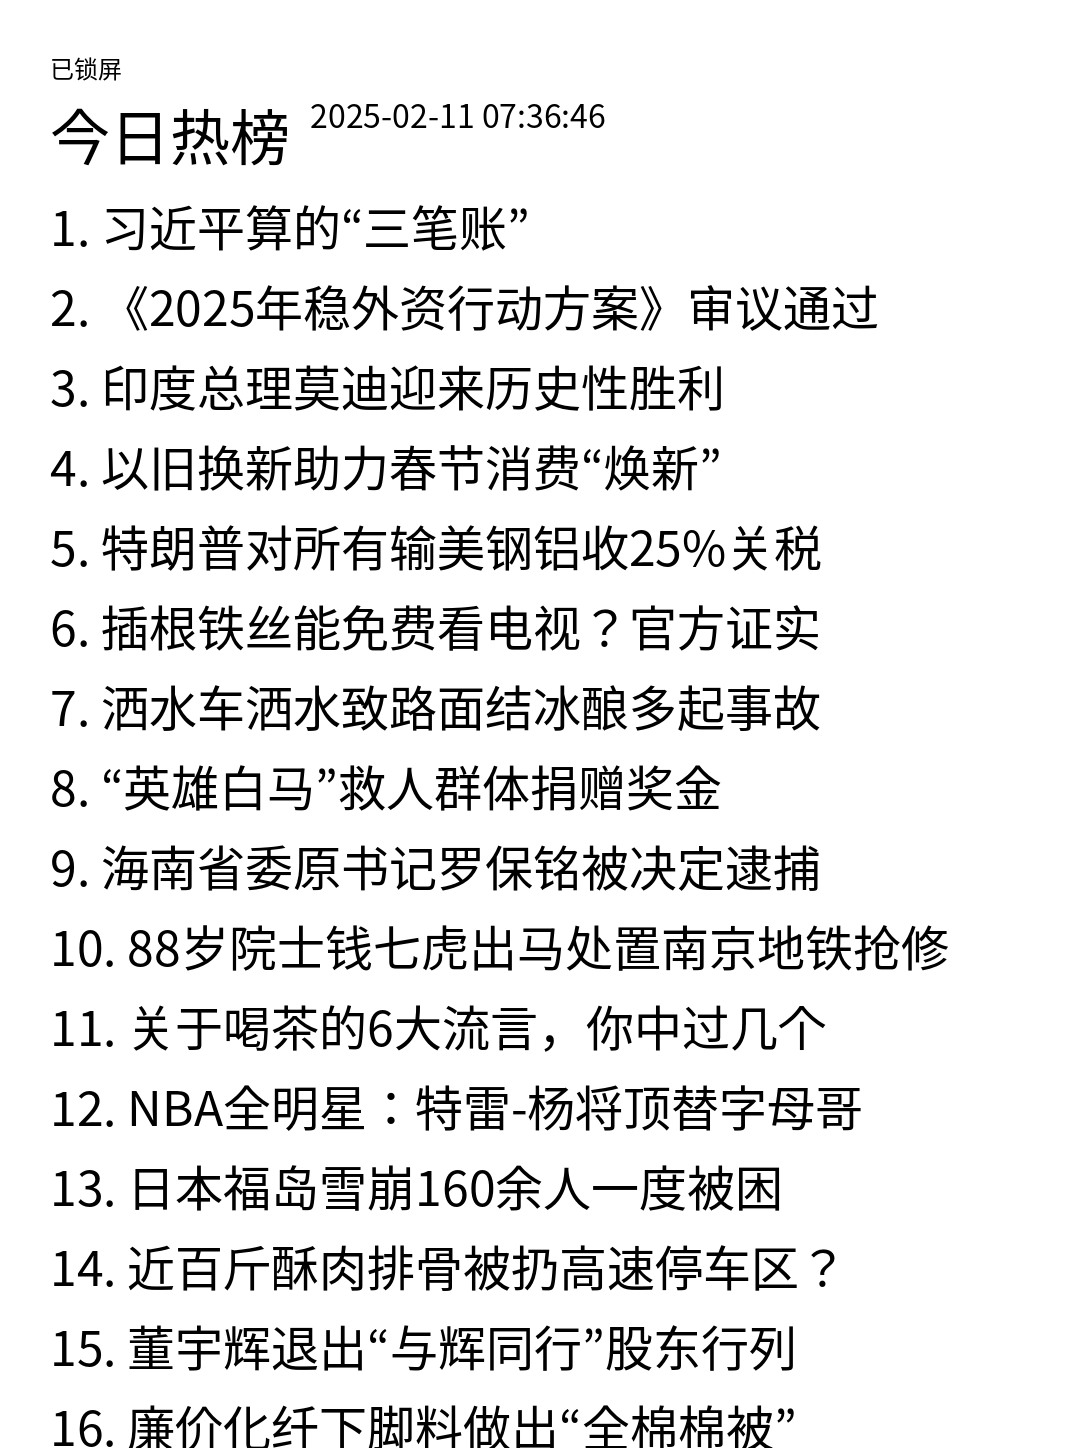 已锁屏
今日热榜 2025-02-11 07:36:46
1. 习近平算的“三笔账”
2. 《2025年稳外资行动方案》审议通过
3. 印度总理莫迪迎来历史性胜利
4. 以旧换新助力春节消费“焕新”
5. 特朗普对所有输美钢铝收25%关税
6. 插根铁丝能免费看电视？官方证实
7. 洒水车洒水致路面结冰酿多起事故
8. “英雄白马”救人群体捐赠奖金
9. 海南省委原书记罗保铭被决定逮捕
10. 88岁院士钱七虎出马处置南京地铁抢修
11. 关于喝茶的6大流言，你中过几个
12. NBA全明星：特雷-杨将顶替字母哥
13. 日本福岛雪崩160余人一度被困
14. 近百斤酥肉排骨被扔高速停车区？
15. 董宇辉退出“与辉同行”股东行列
16. 廉价化纤下脚料做出“全棉棉被”